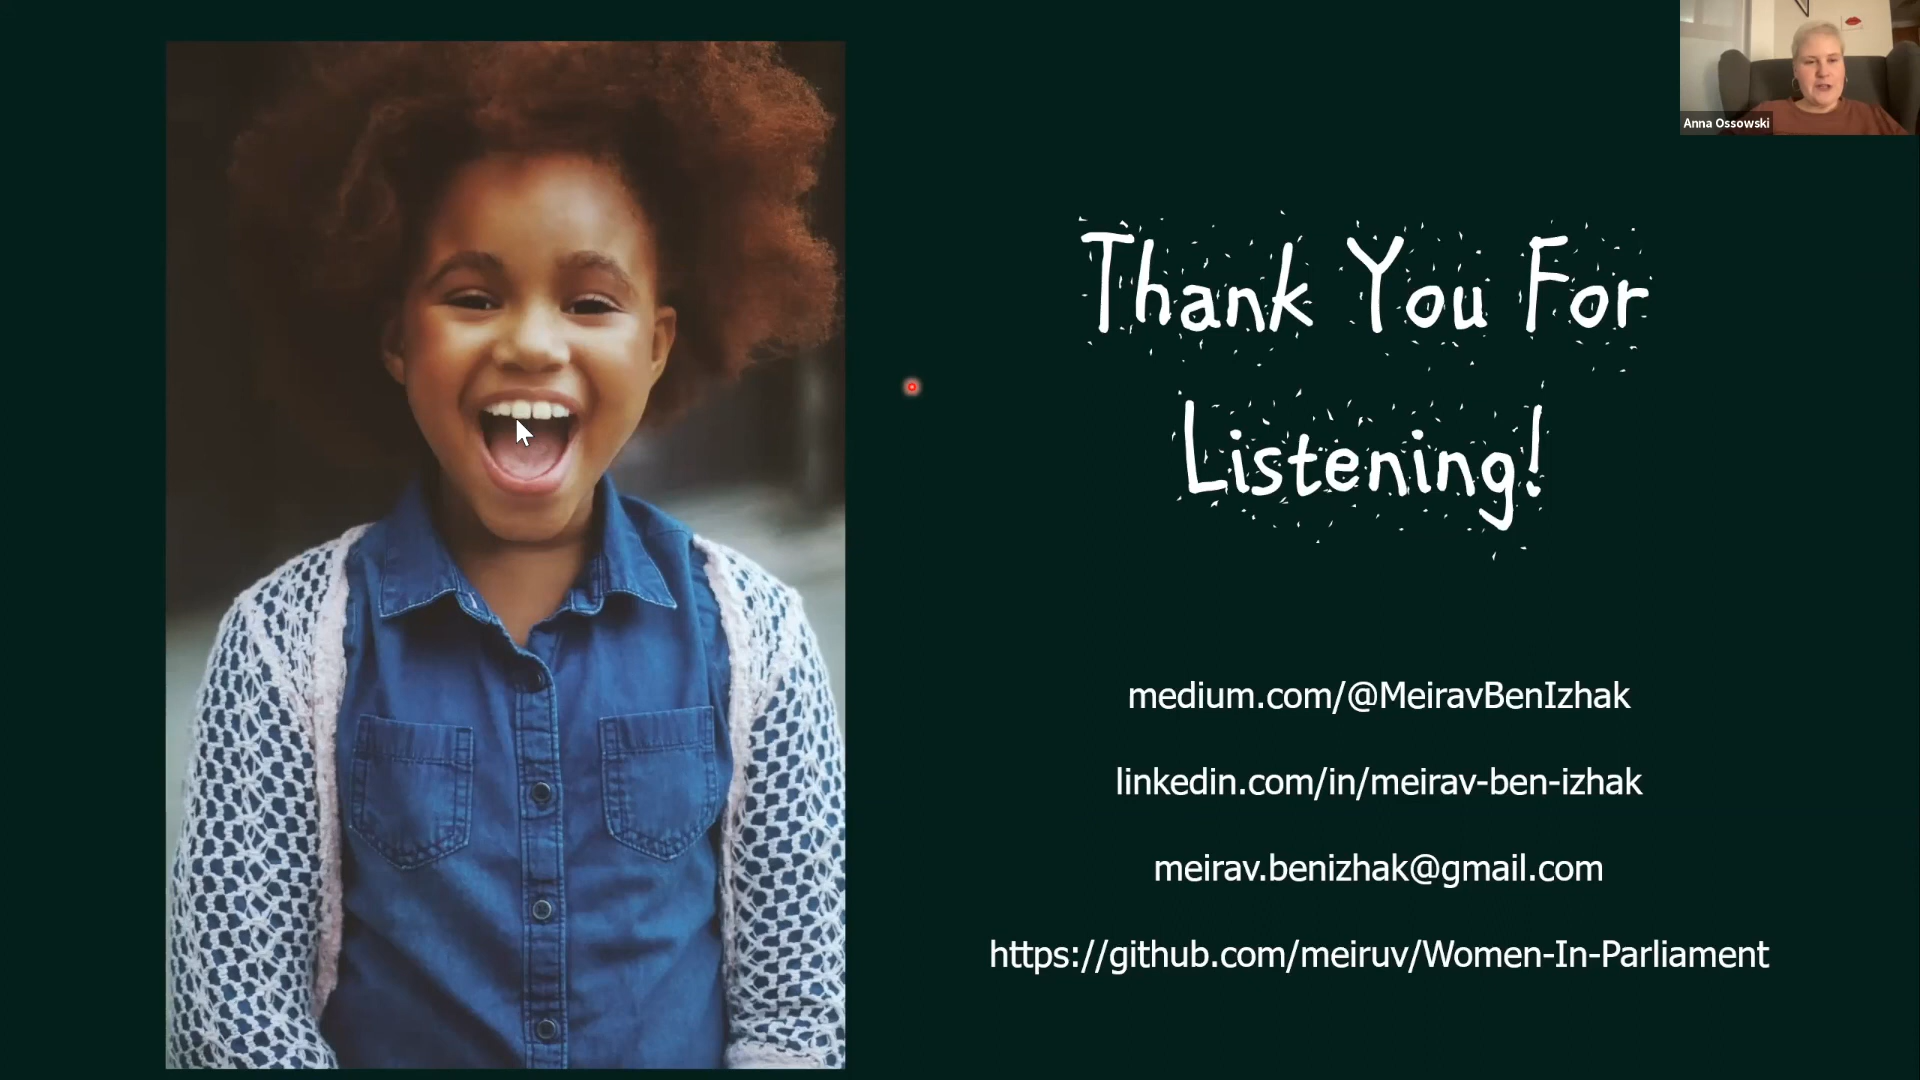 Anna Ossowski
Thank You For
Listening!
medium.com/@MeiravBenIzhak
linkedin.com/in/meirav-ben-izhak
meirav.benizhak@gmail.com
https://github.com/meiruv/Women-In-Parliament